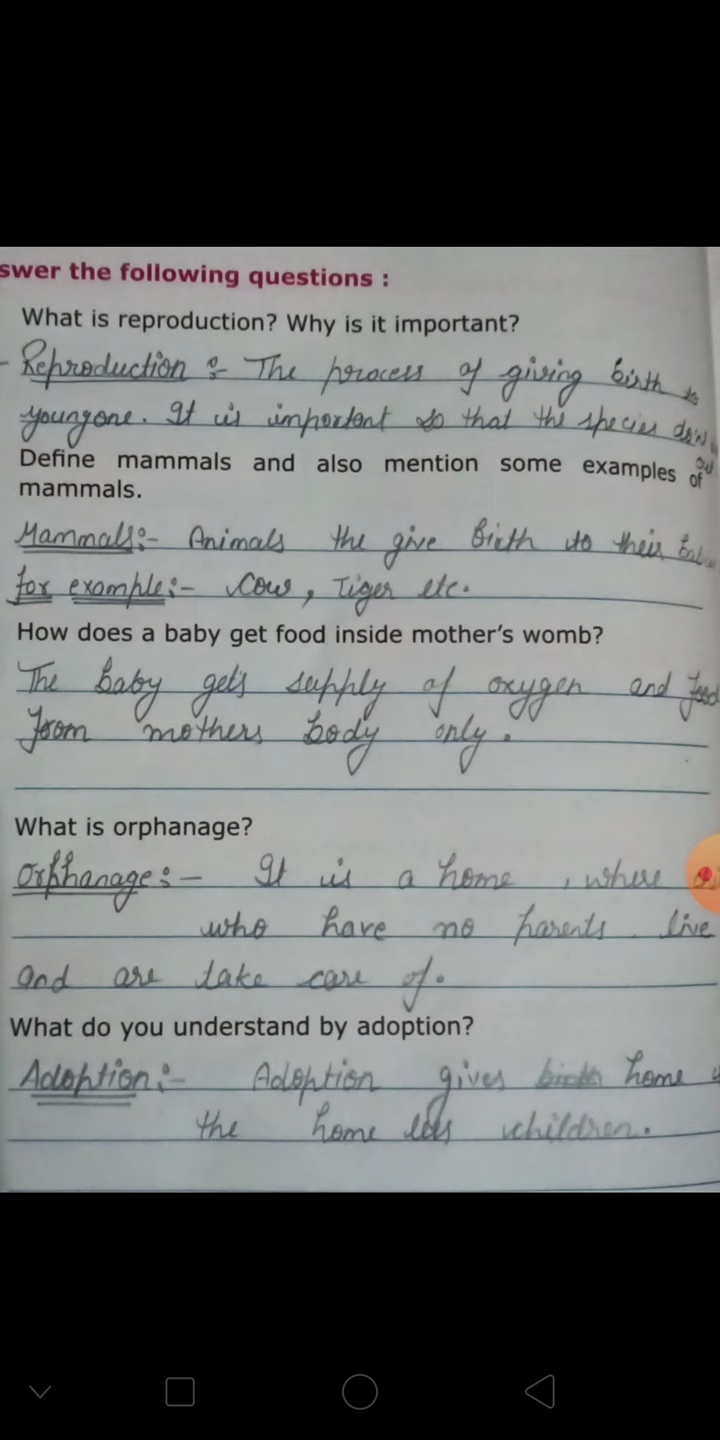 swer the following questions :
What is reproduction? Why is it important?
Reproduction :- The process of giving birth to
youngone. It is important so that the species
Define mammals and also mention some examples of
mammals.
Mammals:- Animals the give Birth to their
for example:- Cow, Tiger etc.
How does a baby get food inside mother's womb?
The baby gets supply of oxygen and food
from mothers body only.
What is orphanage?
Orphanage:- It is a home, where
who have no parents live
and are take care of.
What do you understand by adoption?
Adoption:- Adoption gives birth home
the home less children.